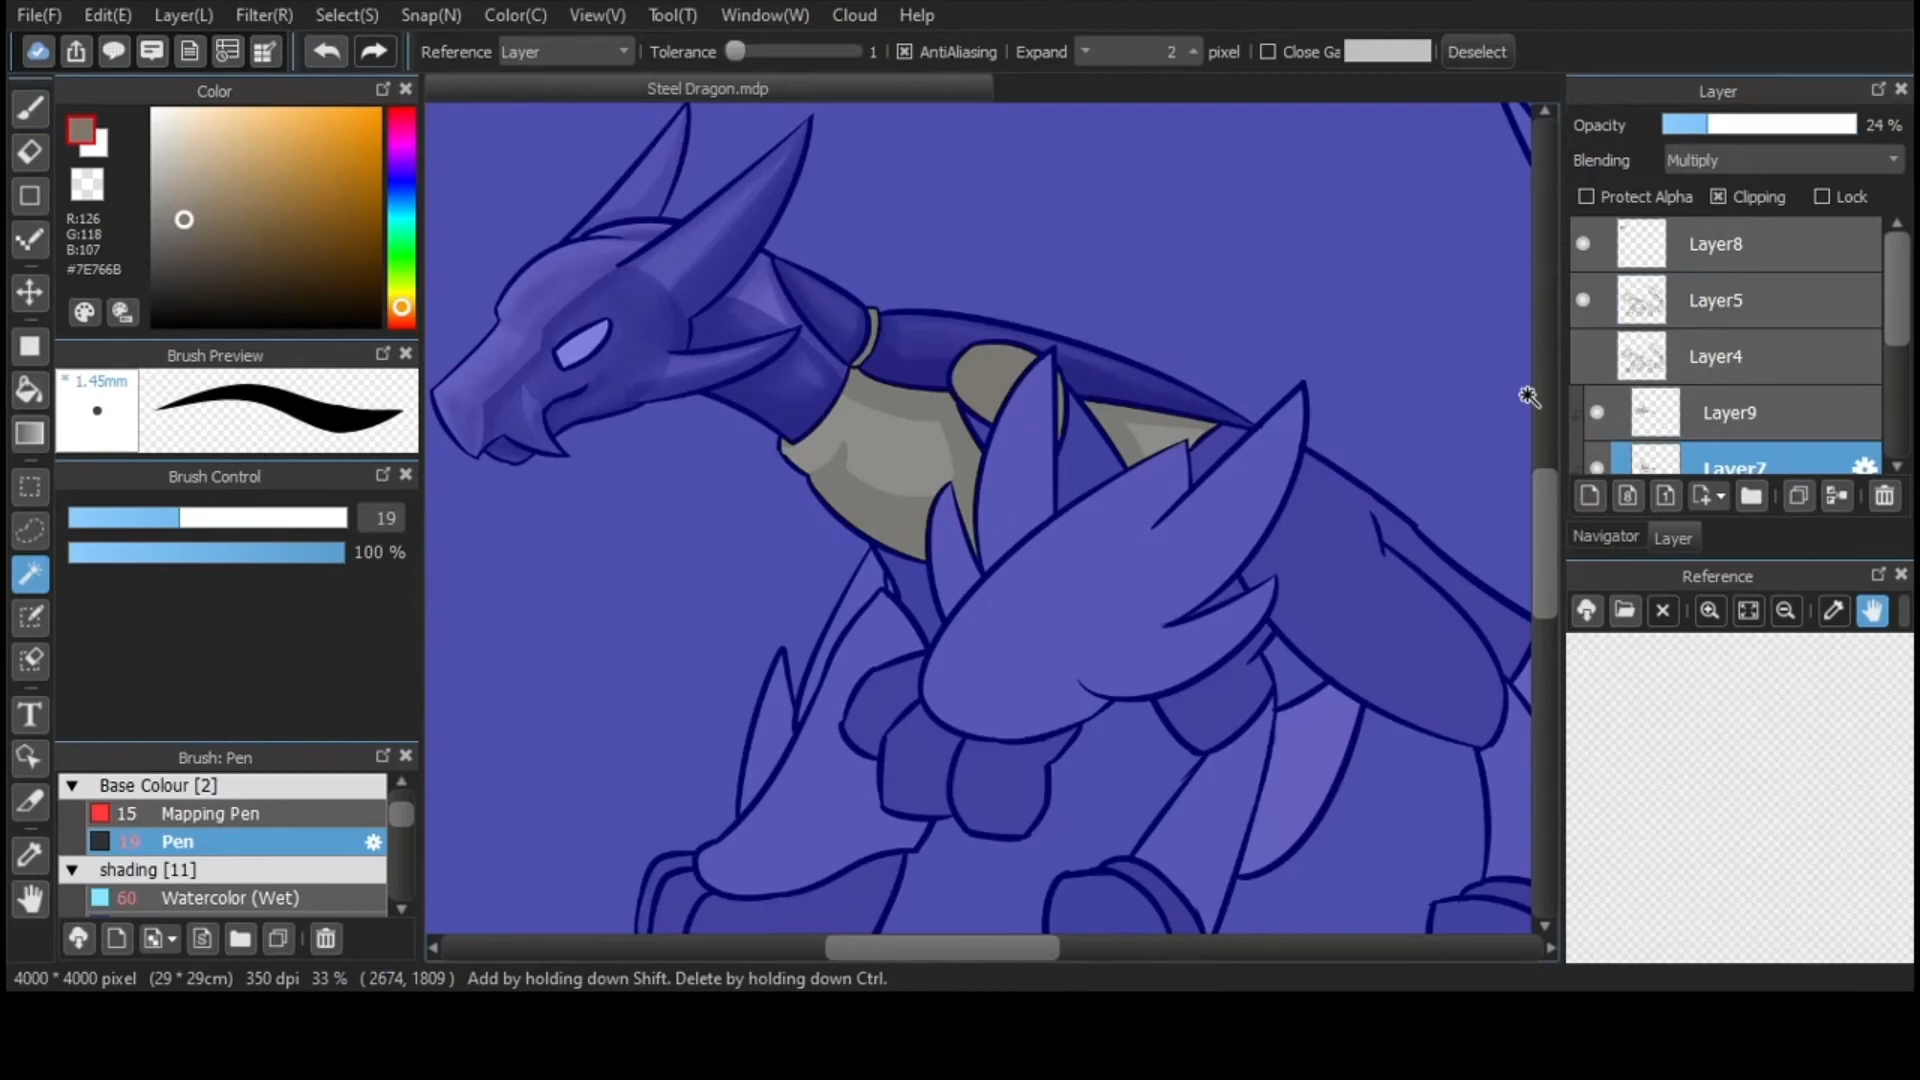 File(F) Edit(E) Layer(L) Filter(R) Select(S) Snap(N) Color(C) View(V) Tool(T) Window(W) Cloud Help
Reference Layer Tolerance 1 AntiAliasing Expand 2 pixel Close Ga Deselect
Color
R:126
G:118
B:107
#7E766B
Brush Preview
* 1.45mm
Brush Control
19
100 %
Brush: Pen
Base Colour [2]
15 Mapping Pen
19 Pen
shading [11]
60 Watercolor (Wet)
Steel Dragon.mdp
Layer
Opacity 24 %
Blending Multiply
Protect Alpha Clipping Lock
Layer8
Layer5
Layer4
Layer9
Layer7
8 1
Navigator Layer
Reference
T
S
4000 * 4000 pixel (29 * 29cm) 350 dpi 33 % ( 2674, 1809 ) Add by holding down Shift. Delete by holding down Ctrl.